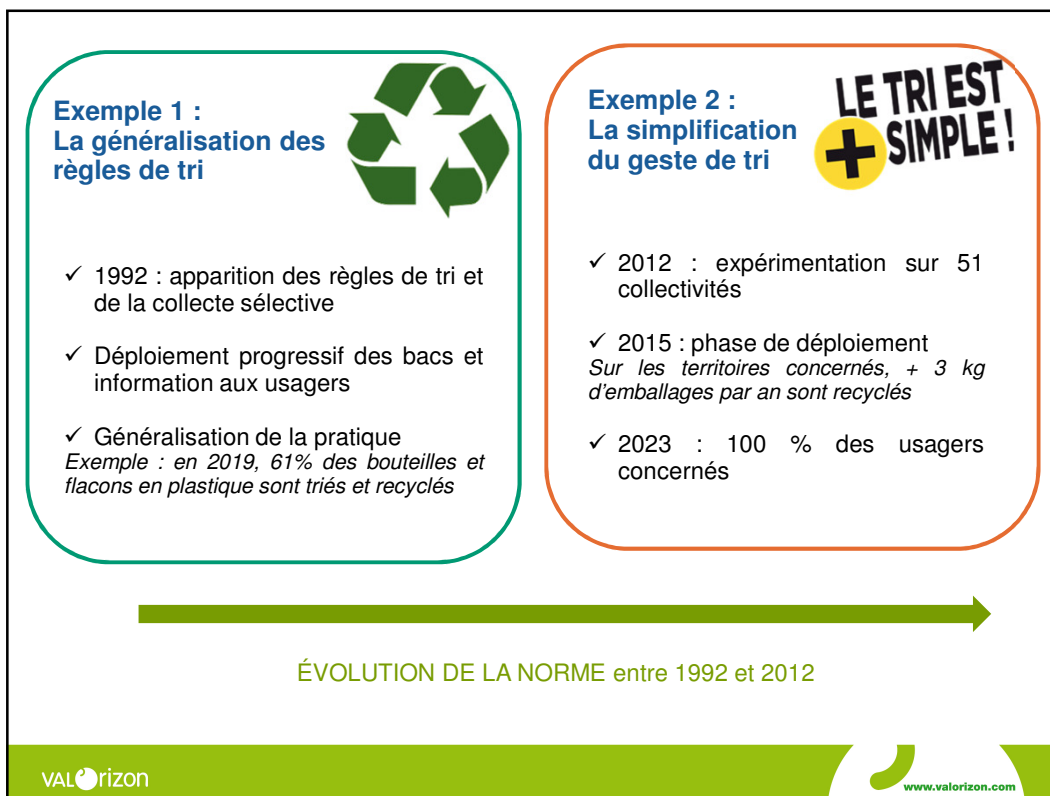 Exemple 1 :
La généralisation des
règles de tri
✓ 1992 : apparition des règles de tri et
de la collecte sélective
✓ Déploiement progressif des bacs et
information aux usagers
✓ Généralisation de la pratique
Exemple : en 2019, 61% des bouteilles et
flacons en plastique sont triés et recyclés
Exemple 2 :
La simplification
du geste de tri
LE TRI EST
+ SIMPLE !
✓ 2012 : expérimentation sur 51
collectivités
✓ 2015 : phase de déploiement
Sur les territoires concernés, + 3 kg
d'emballages par an sont recyclés
✓ 2023 : 100 % des usagers
concernés
ÉVOLUTION DE LA NORME entre 1992 et 2012
VALOrizon
www.valorizon.com